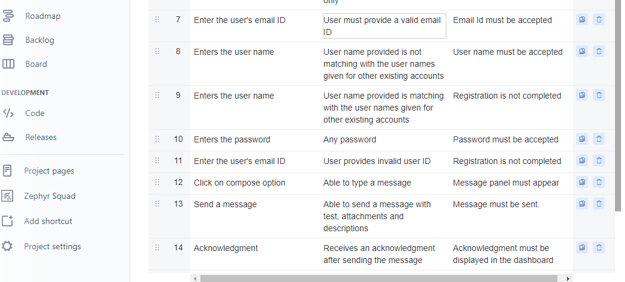 Roadmap
Backlog
Board
DEVELOPMENT
Code
Releases
Project pages
Zephyr Squad
Add shortcut
Project settings
only
7 Enter the user's email ID User must provide a valid email Email Id must be accepted
ID
8 Enters the user name User name provided is not User name must be accepted
matching with the user names
given for other existing accounts
9 Enters the user name User name provided is matching Registration is not completed
with the user names given for
other existing accounts
10 Enters the password Any password Password must be accepted
11 Enter the user's email ID User provides invalid user ID Registration is not completed
12 Click on compose option Able to type a message Message panel must appear
13 Send a message Able to send a message with Message must be sent.
test, attachments and
descriptions
14 Acknowledgment Receives an acknowledgment Acknowledgment must be
after sending the message displayed in the dashboard